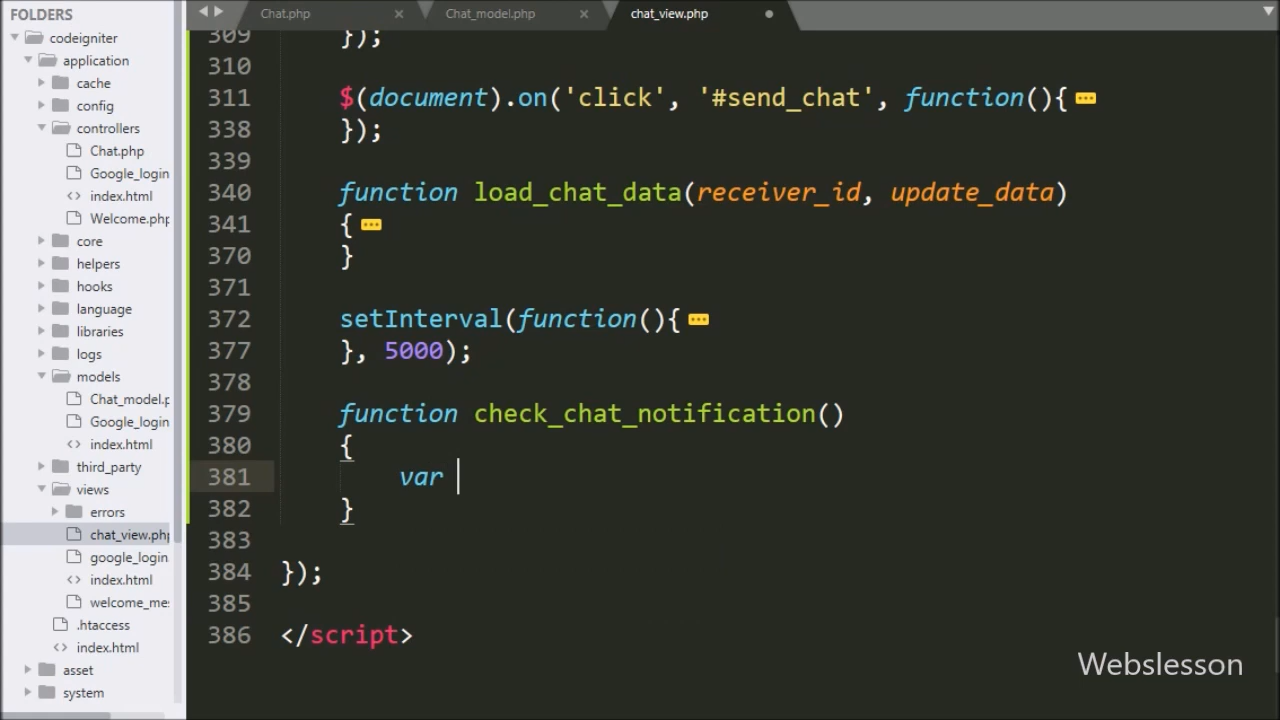 FOLDERS
codeigniter
application
cache
config
controllers
Chat.php
Google_login
index.html
Welcome.php
core
helpers
hooks
language
libraries
logs
models
Chat_model.p
Google_login
index.html
third_party
views
errors
chat_view.php
google_login
index.html
welcome_mes
.htaccess
index.html
asset
system
Chat.php × Chat_model.php × chat_view.php
309 });
310
311 $(document).on('click', '#send_chat', function(){
338 });
339
340 function load_chat_data(receiver_id, update_data)
341 {
370 }
371
372 setInterval(function(){
377 }, 5000);
378
379 function check_chat_notification()
380 {
381 var
382 }
383
384 });
385
386 </script>
Webslesson